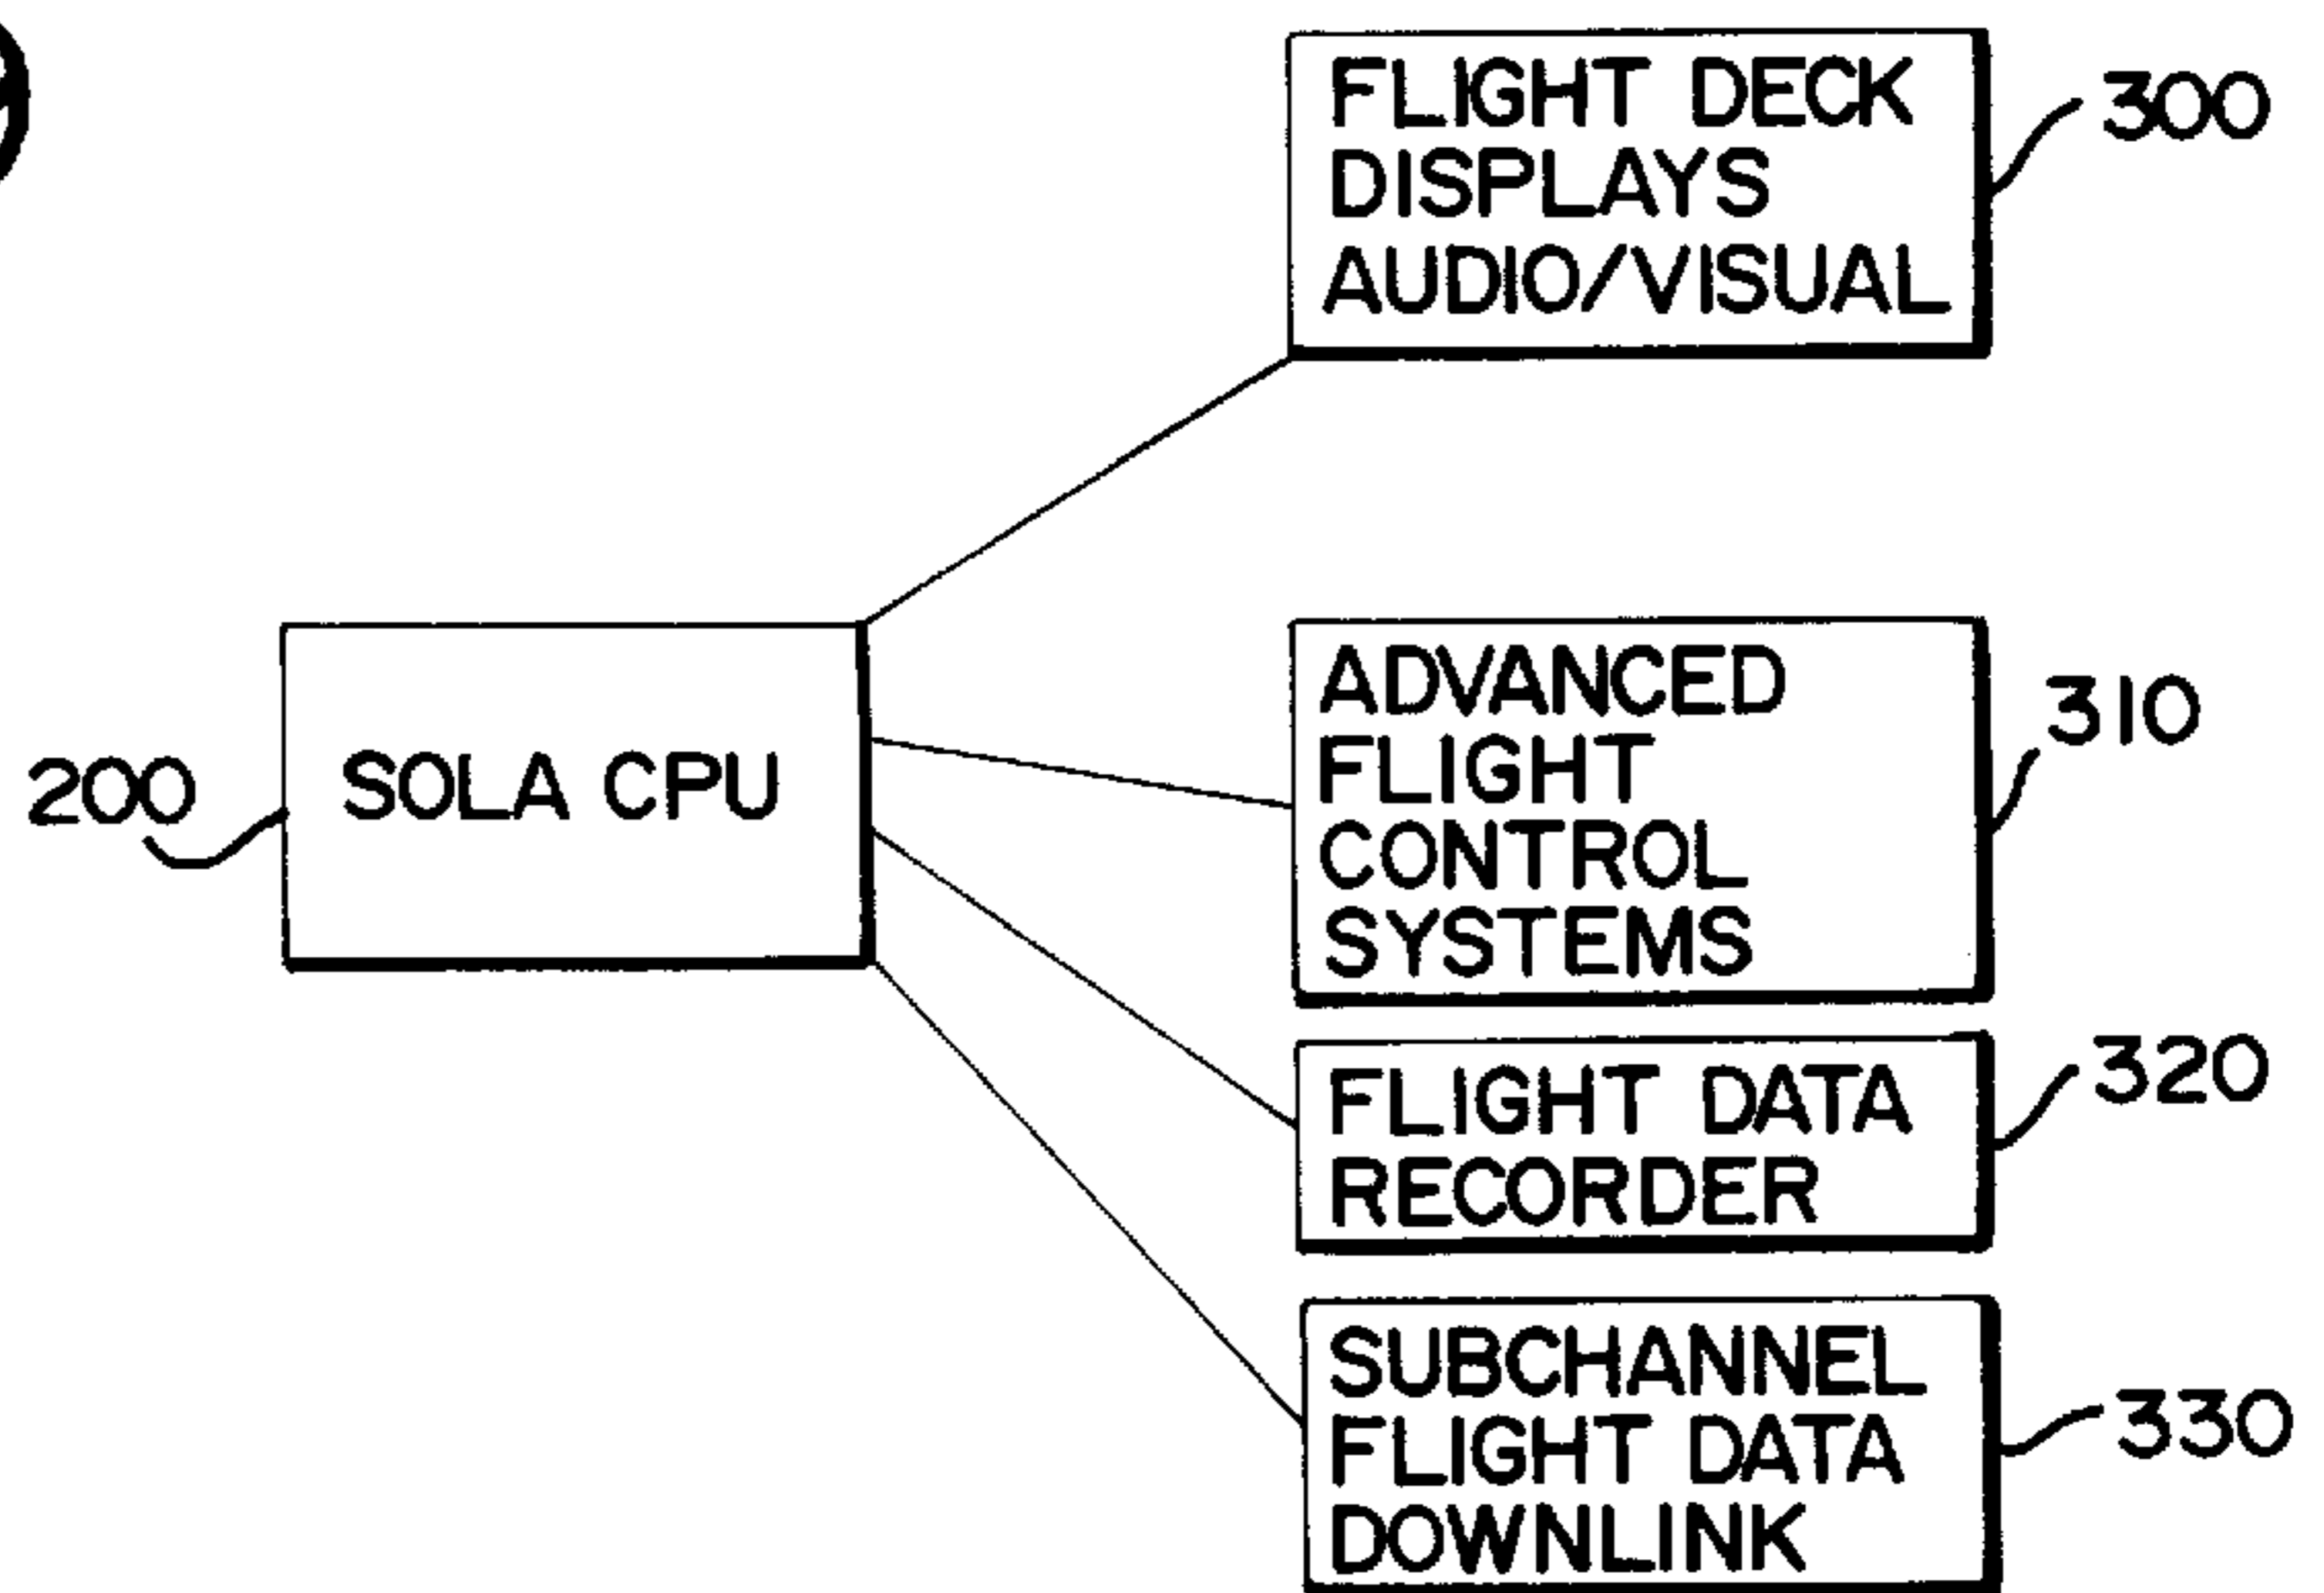 FLIGHT DECK
DISPLAYS
AUDIO/VISUAL
300
200
SOLA CPU
ADVANCED
FLIGHT
CONTROL
SYSTEMS
310
FLIGHT DATA
RECORDER
320
SUBCHANNEL
FLIGHT DATA
DOWNLINK
330